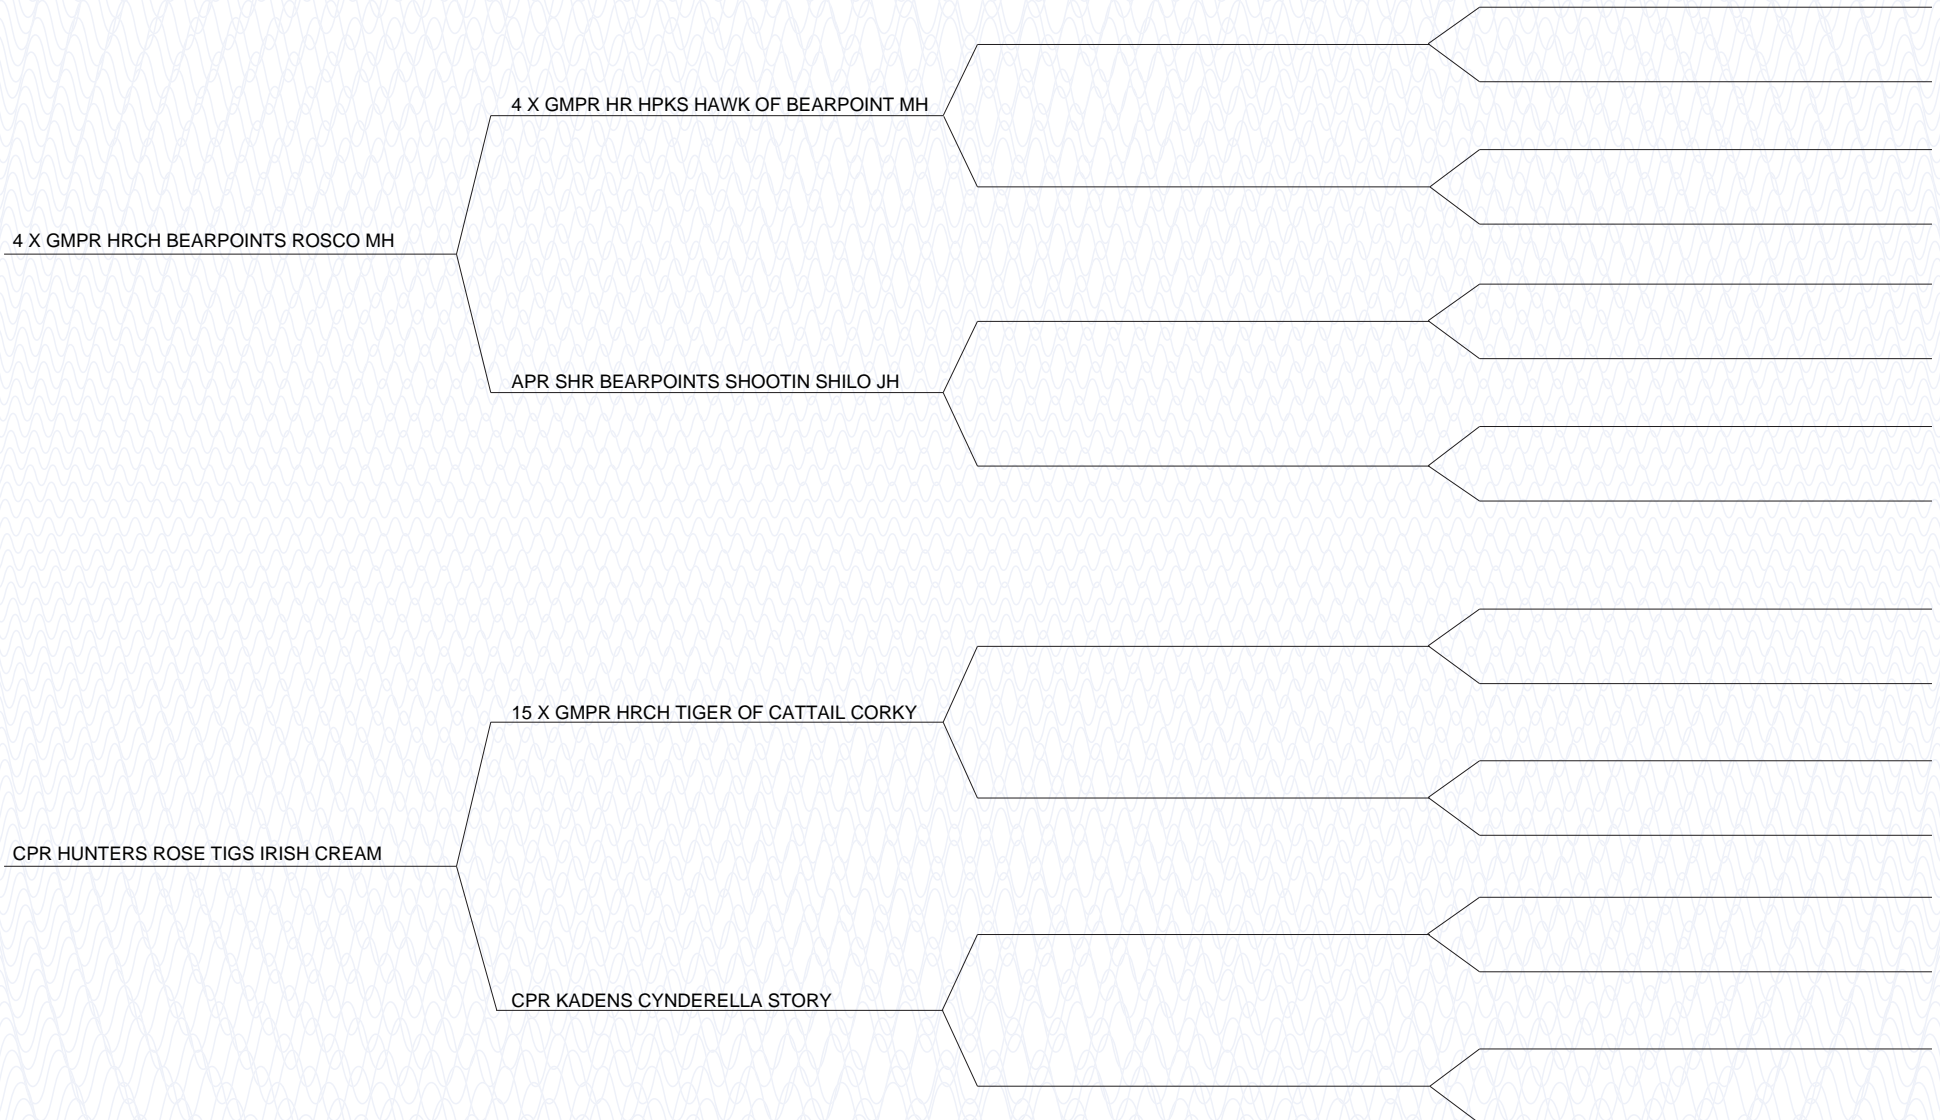 4 X GMPR HR HPKS HAWK OF BEARPOINT MH
4 X GMPR HRCH BEARPOINTS ROSCO MH
APR SHR BEARPOINTS SHOOTIN SHILO JH
15 X GMPR HRCH TIGER OF CATTAIL CORKY
CPR HUNTERS ROSE TIGS IRISH CREAM
CPR KADENS CYNDERELLA STORY